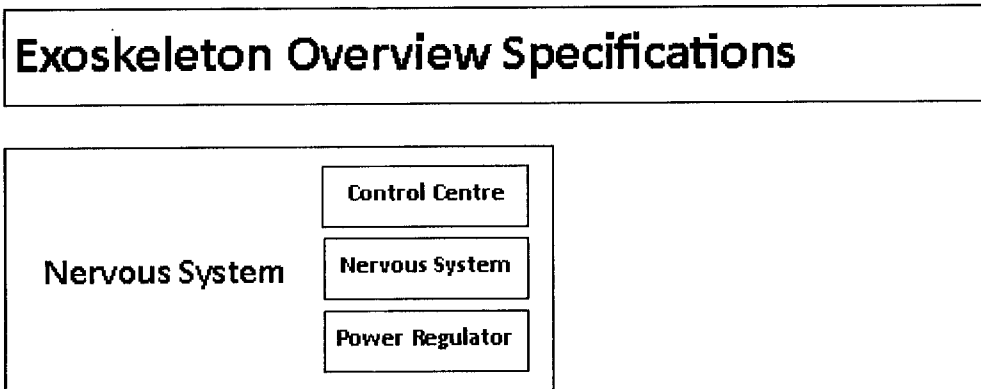 Exoskeleton Overview Specifications
Control Centre
Nervous System
Nervous System
Power Regulator